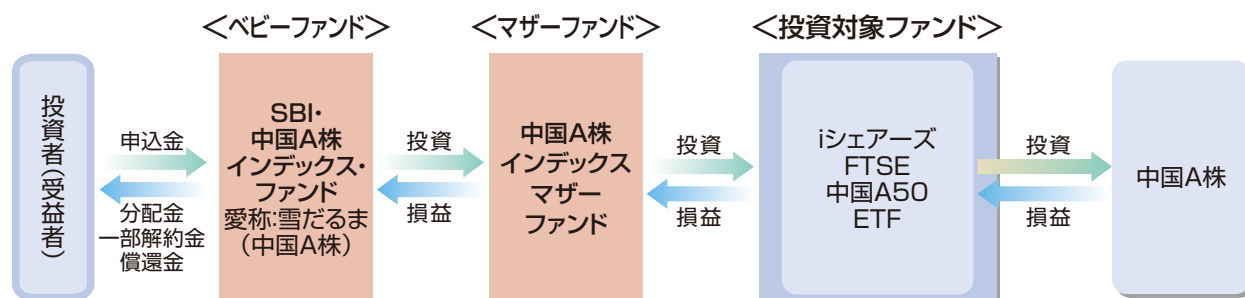 <ベビーファンド>
<マザーファンド>
<投資対象ファンド>
投資者(受益者)
申込金
分配金
一部解約金
償還金
SBI・
中国A株
インデックス・
ファンド
愛称:雪だるま
(中国A株)
投資
損益
中国A株
インデックス
マザー
ファンド
投資
損益
iシェアーズ
FTSE
中国A50
ETF
投資
損益
中国A株